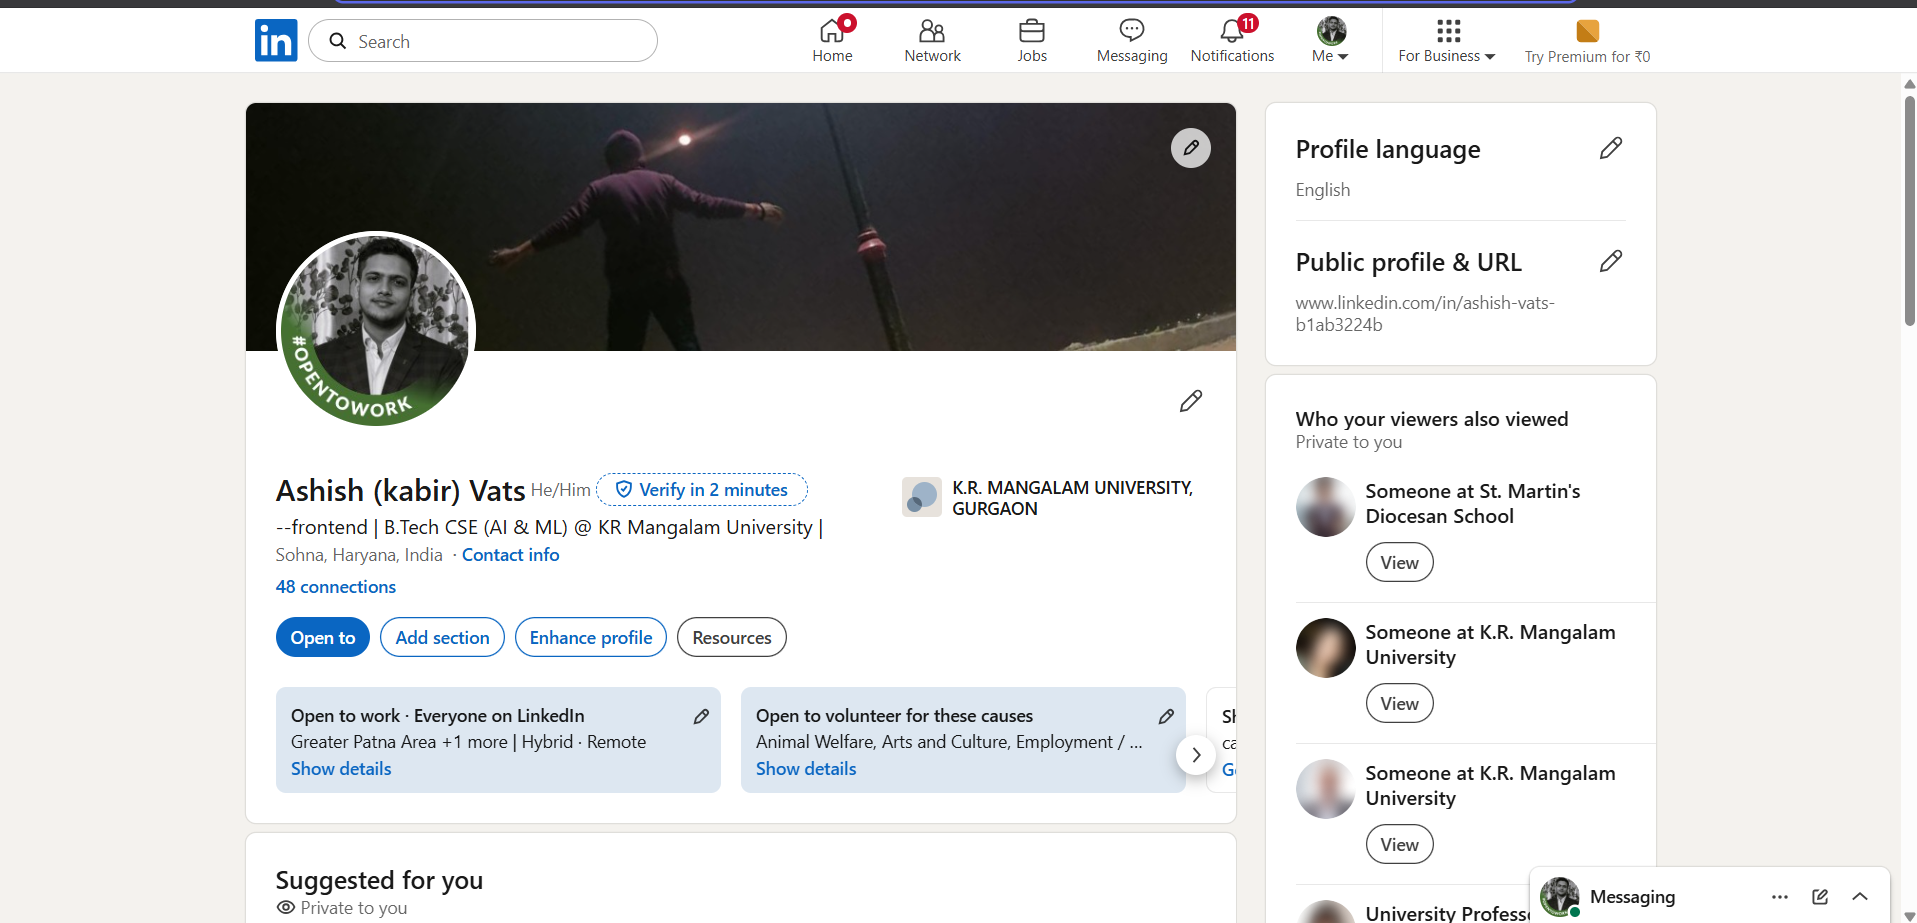 in
Search
Home
Network
Jobs
Messaging
11
Notifications
Me
For Business
Try Premium for ₹0
#OPENTOWORK
Ashish (kabir) Vats He/Him Verify in 2 minutes
--frontend | B.Tech CSE (AI & ML) @ KR Mangalam University |
Sohna, Haryana, India · Contact info
48 connections
K.R. MANGALAM UNIVERSITY,
GURGAON
Open to
Add section
Enhance profile
Resources
Open to work · Everyone on LinkedIn
Greater Patna Area +1 more | Hybrid · Remote
Show details
Open to volunteer for these causes
Animal Welfare, Arts and Culture, Employment / ...
Show details
Suggested for you
Private to you
Profile language
English
Public profile & URL
www.linkedin.com/in/ashish-vats-
b1ab3224b
Who your viewers also viewed
Private to you
Someone at St. Martin's
Diocesan School
View
Someone at K.R. Mangalam
University
View
Someone at K.R. Mangalam
University
View
University
Messaging